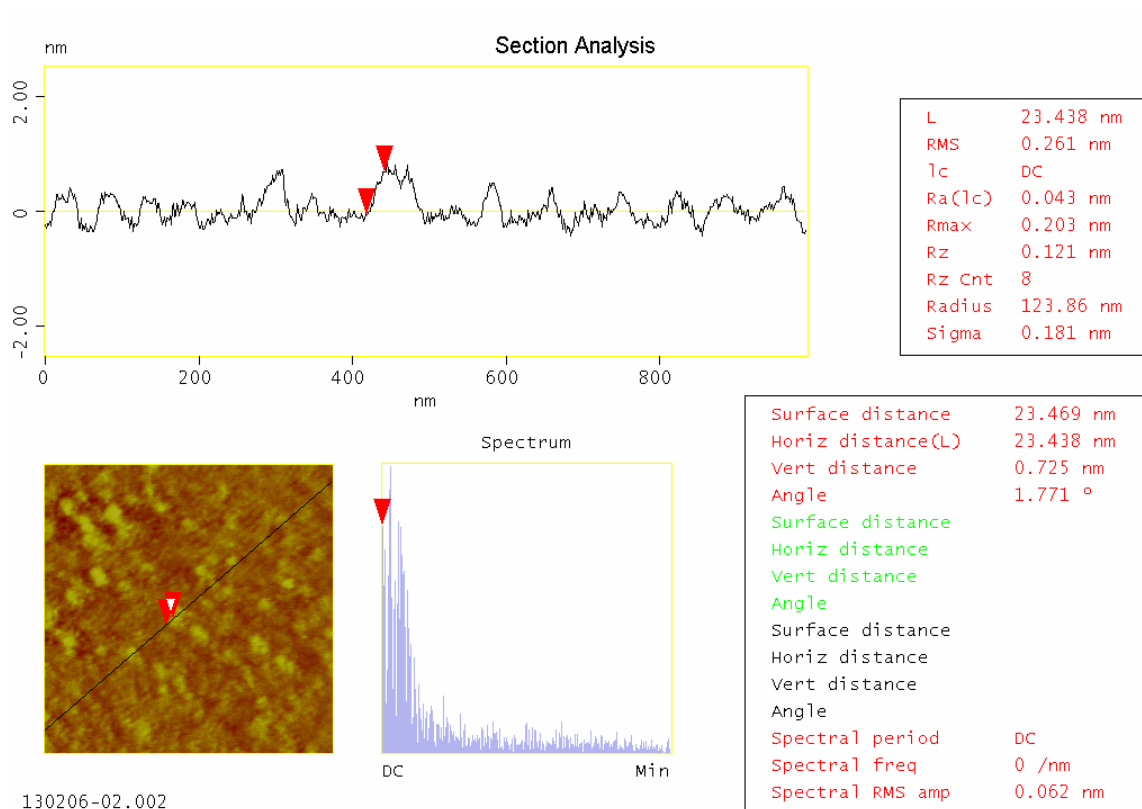 Section Analysis
nm
2.00
0
-2.00
0 200 400 600 800
nm
L 23.438 nm
RMS 0.261 nm
lc DC
Ra(lc) 0.043 nm
Rmax 0.203 nm
Rz 0.121 nm
Rz Cnt 8
Radius 123.86 nm
Sigma 0.181 nm
Spectrum
DC Min
Surface distance 23.469 nm
Horiz distance(L) 23.438 nm
Vert distance 0.725 nm
Angle 1.771 º
Surface distance
Horiz distance
Vert distance
Angle
Surface distance
Horiz distance
Vert distance
Angle
Spectral period DC
Spectral freq 0 /nm
Spectral RMS amp 0.062 nm
130206-02.002